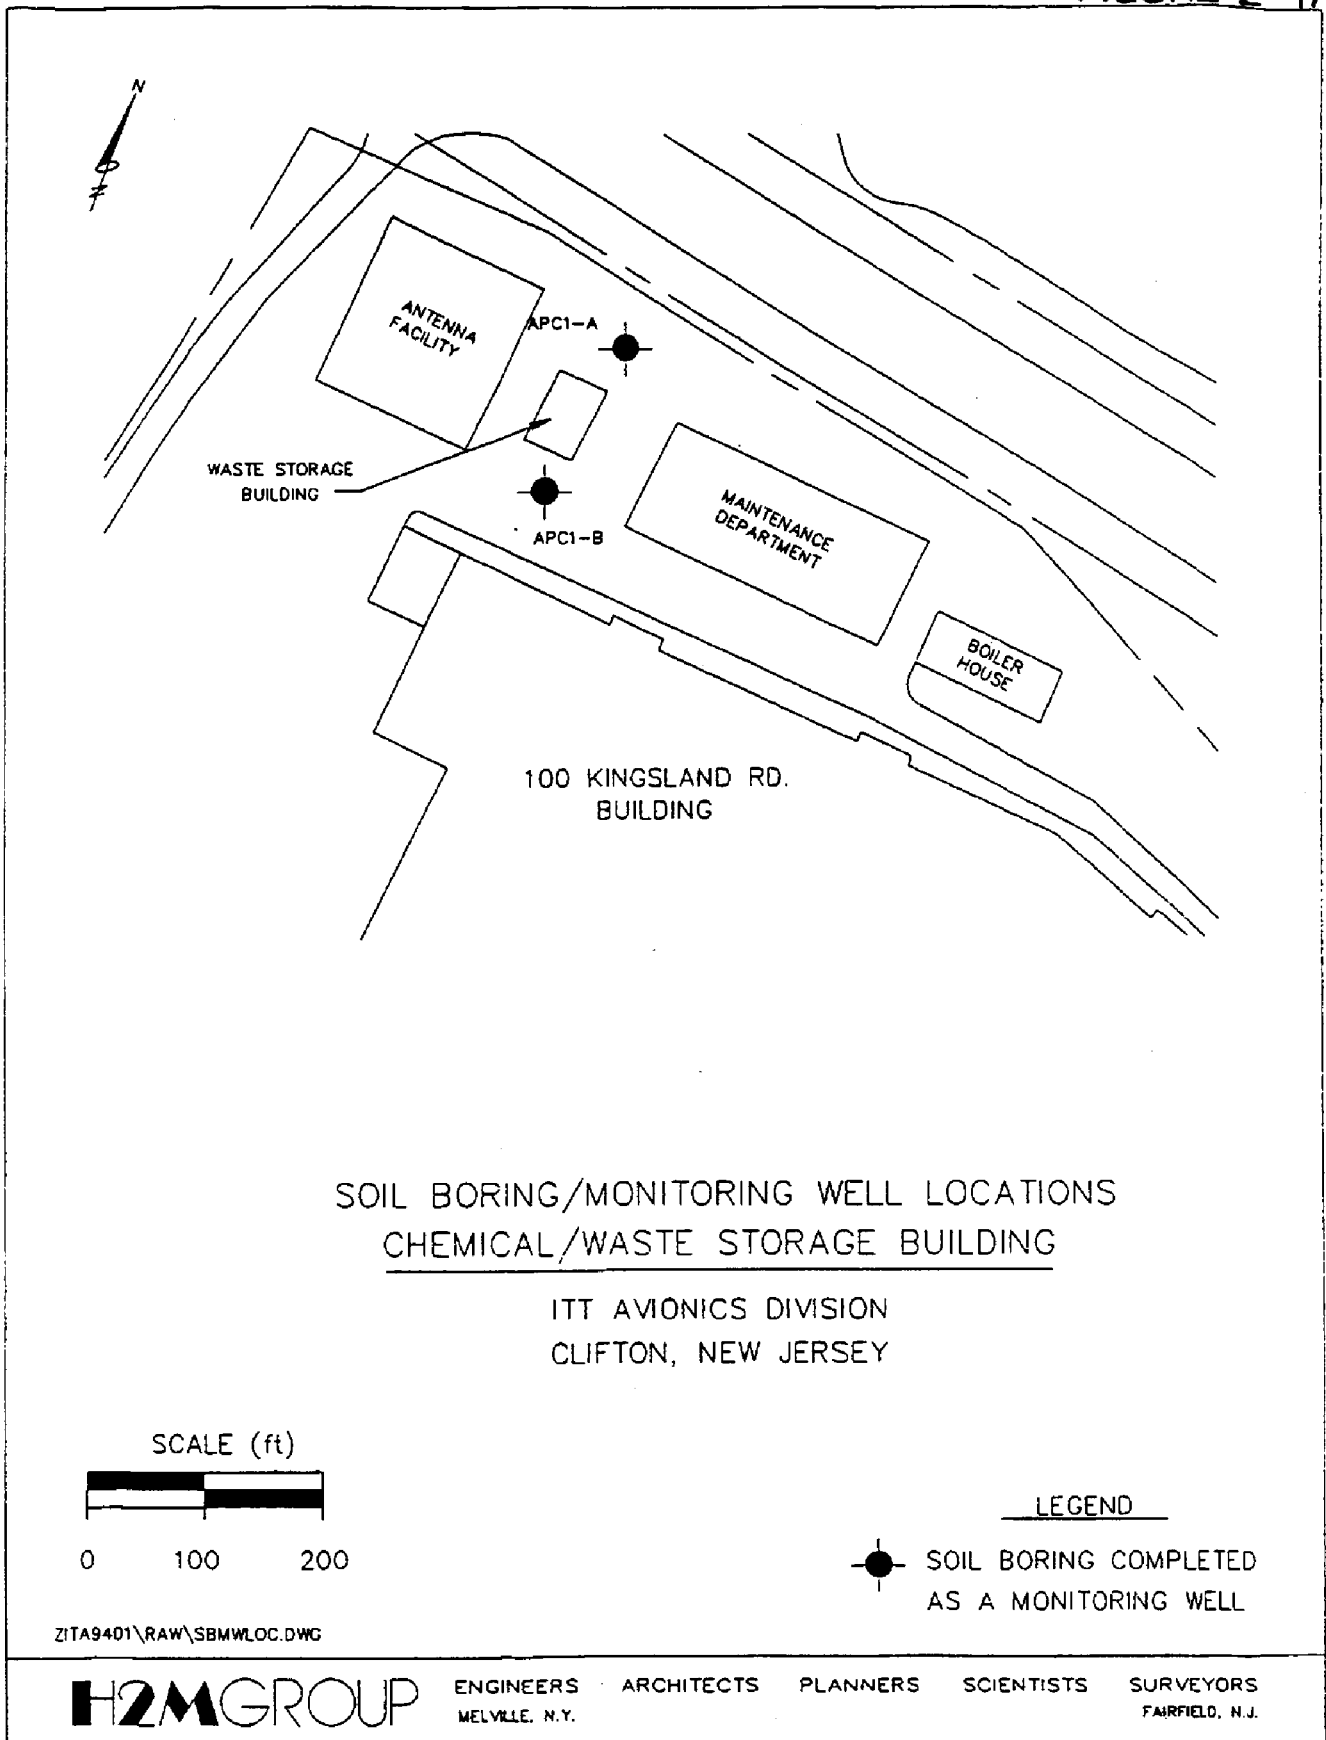 N
ANTENNA
FACILITY
APC1-A
WASTE STORAGE
BUILDING
APC1-B
MAINTENANCE
DEPARTMENT
BOILER
HOUSE
100 KINGSLAND RD.
BUILDING
SOIL BORING/MONITORING WELL LOCATIONS
CHEMICAL/WASTE STORAGE BUILDING
ITT AVIONICS DIVISION
CLIFTON, NEW JERSEY
SCALE (ft)
0 100 200
LEGEND
SOIL BORING COMPLETED
AS A MONITORING WELL
ZITA9401\RAW\SBMWLOC.DWG
H2MGROUP
ENGINEERS ARCHITECTS PLANNERS SCIENTISTS SURVEYORS
MELVILLE, N.Y. FAIRFIELD, N.J.